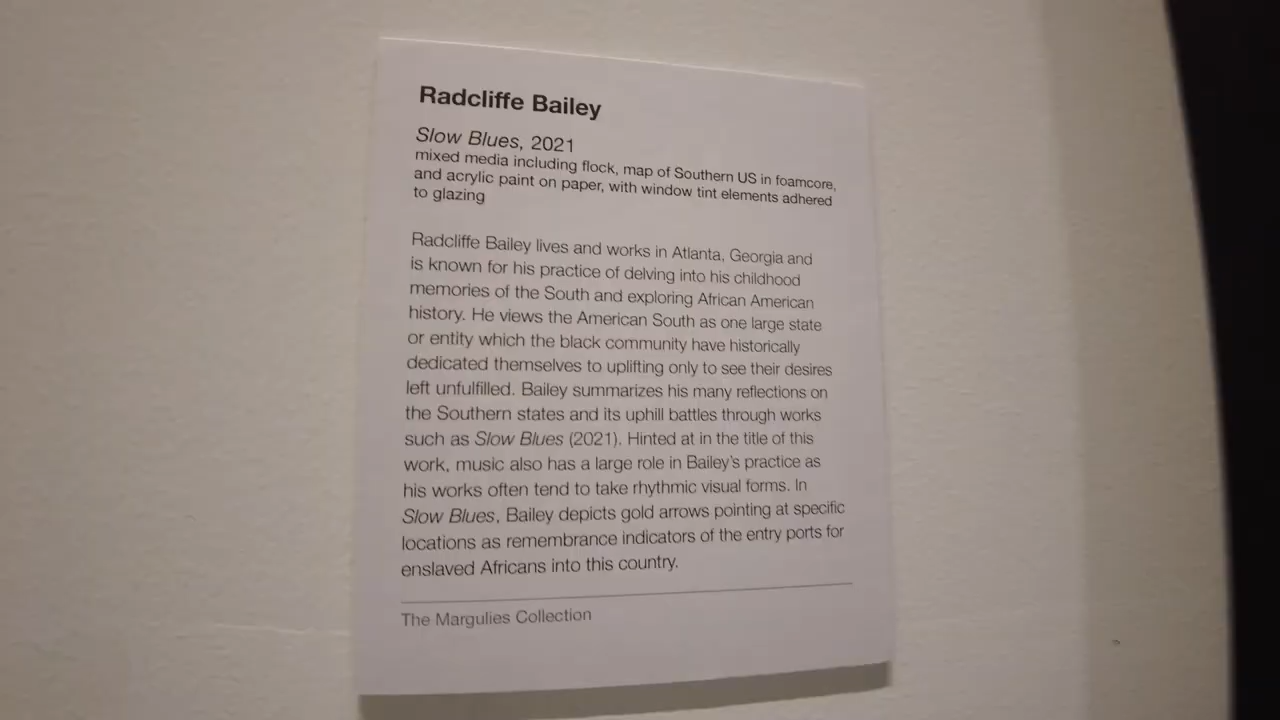 Radcliffe Bailey
Slow Blues, 2021
mixed media including flock, map of Southern US in foamcore,
and acrylic paint on paper, with window tint elements adhered
to glazing
Radcliffe Bailey lives and works in Atlanta, Georgia and
is known for his practice of delving into his childhood
memories of the South and exploring African American
history. He views the American South as one large state
or entity which the black community have historically
dedicated themselves to uplifting only to see their desires
left unfulfilled. Bailey summarizes his many reflections on
the Southern states and its uphill battles through works
such as Slow Blues (2021). Hinted at in the title of this
work, music also has a large role in Bailey's practice as
his works often tend to take rhythmic visual forms. In
Slow Blues, Bailey depicts gold arrows pointing at specific
locations as remembrance indicators of the entry ports for
enslaved Africans into this country.
The Margulies Collection